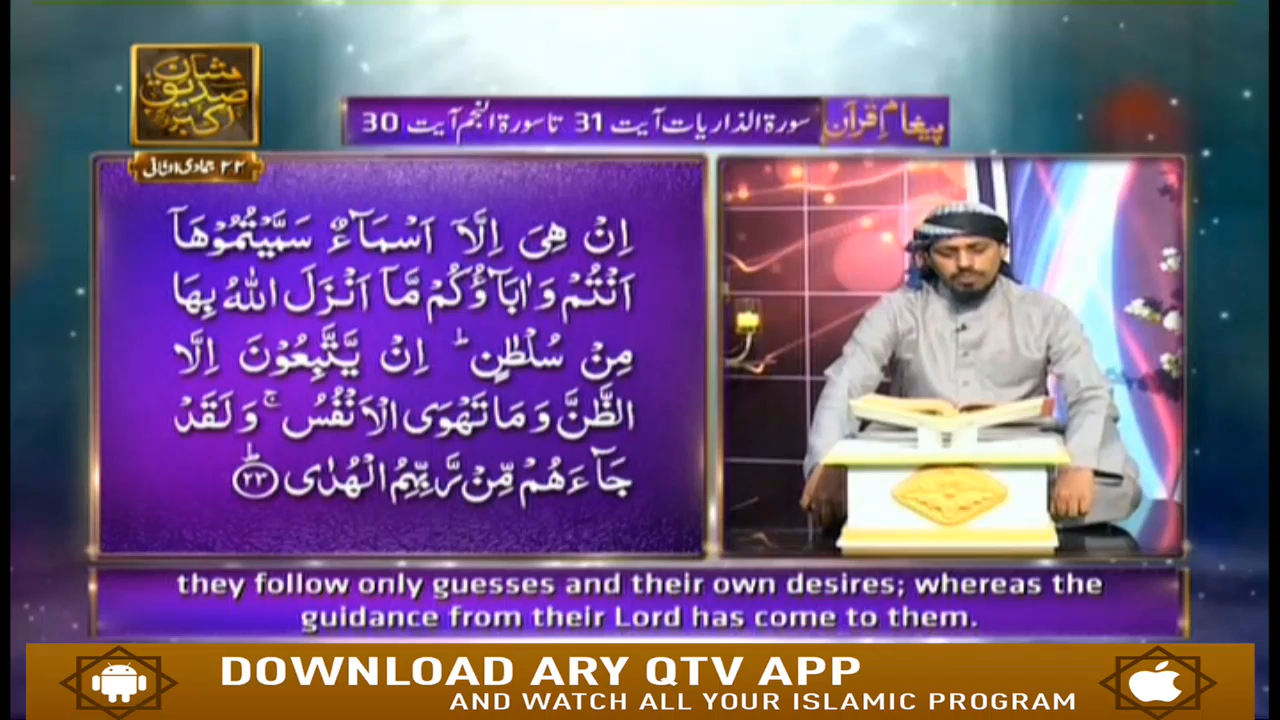 شان
صدیق
اکبر
۲۲ جمادی الثانی
پیغامِ قرآن سورۃ الذاریات آیت 31 تا سورۃ النجم آیت 30
اِنْ هِیَ اِلَّاۤ اَسْمَآءٌ سَمَّیْتُمُوْهَاۤ
اَنْتُمْ وَاٰبَآؤُكُمْ مَّاۤ اَنْزَلَ اللّٰهُ بِهَا
مِنْ سُلْطٰنٍ ؕ اِنْ یَّتَّبِعُوْنَ اِلَّا
الظَّنَّ وَمَا تَهْوَی الْاَنْفُسُ ۚ وَلَقَدْ
جَآءَهُمْ مِّنْ رَّبِّهِمُ الْهُدٰی ؕ ۲۳
they follow only guesses and their own desires; whereas the
guidance from their Lord has come to them.
DOWNLOAD ARY QTV APP
AND WATCH ALL YOUR ISLAMIC PROGRAM